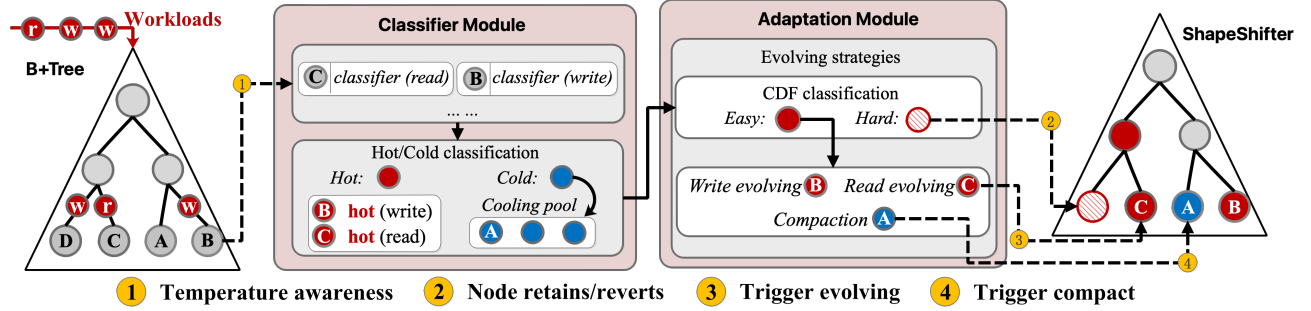 Workloads
r w w
B+Tree
w r w
D C A B
1
Classifier Module
C classifier (read)
B classifier (write)
... ...
Hot/Cold classification
Hot:
Cold:
B hot (write)
C hot (read)
Cooling pool
A
Adaptation Module
Evolving strategies
CDF classification
Easy:
Hard:
Write evolving B
Read evolving C
Compaction A
2
3
4
ShapeShifter
C A B
1 Temperature awareness
2 Node retains/reverts
3 Trigger evolving
4 Trigger compact